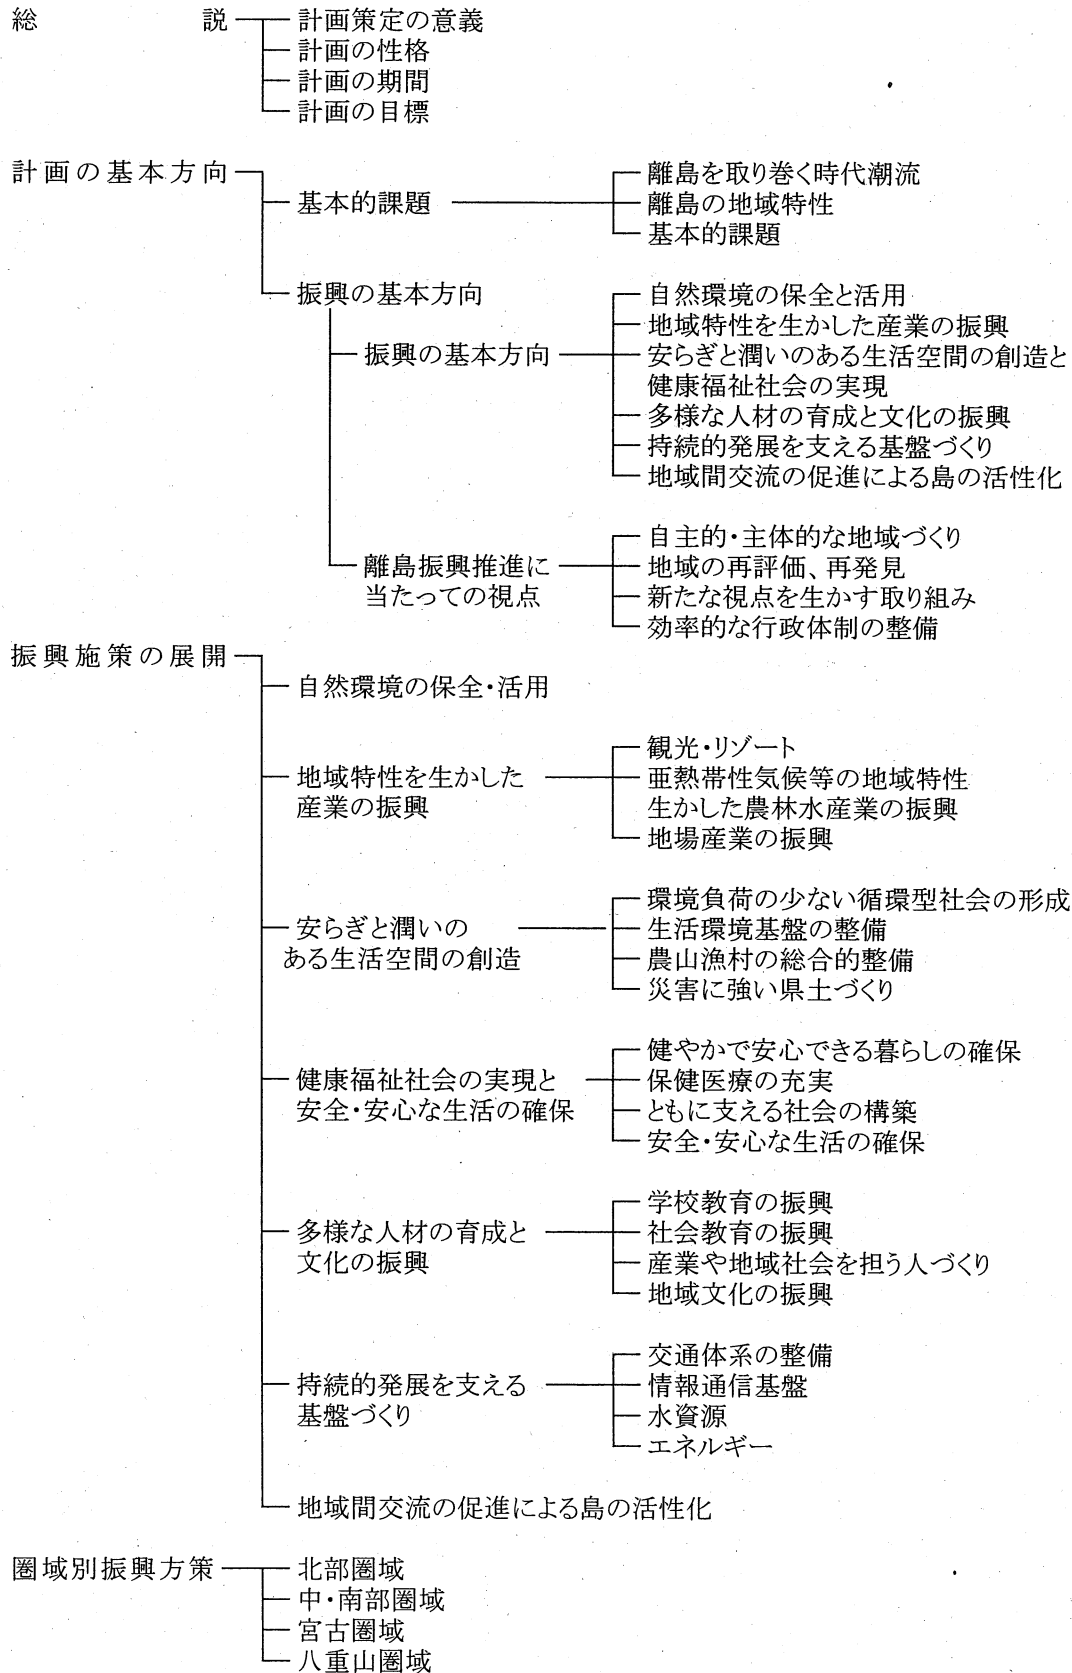 総説
計画策定の意義
計画の性格
計画の期間
計画の目標
計画の基本方向
基本的課題
離島を取り巻く時代潮流
離島の地域特性
基本的課題
振興の基本方向
振興の基本方向
自然環境の保全と活用
地域特性を生かした産業の振興
安らぎと潤いのある生活空間の創造と
健康福祉社会の実現
多様な人材の育成と文化の振興
持続的発展を支える基盤づくり
地域間交流の促進による島の活性化
離島振興推進に
当たっての視点
自主的・主体的な地域づくり
地域の再評価、再発見
新たな視点を生かす取り組み
効率的な行政体制の整備
振興施策の展開
自然環境の保全・活用
地域特性を生かした
産業の振興
観光・リゾート
亜熱帯性気候等の地域特性
生かした農林水産業の振興
地場産業の振興
安らぎと潤いの
ある生活空間の創造
環境負荷の少ない循環型社会の形成
生活環境基盤の整備
農山漁村の総合的整備
災害に強い県土づくり
健康福祉社会の実現と
安全・安心な生活の確保
健やかで安心できる暮らしの確保
保健医療の充実
ともに支える社会の構築
安全・安心な生活の確保
多様な人材の育成と
文化の振興
学校教育の振興
社会教育の振興
産業や地域社会を担う人づくり
地域文化の振興
持続的発展を支える
基盤づくり
交通体系の整備
情報通信基盤
水資源
エネルギー
地域間交流の促進による島の活性化
圏域別振興方策
北部圏域
中・南部圏域
宮古圏域
八重山圏域